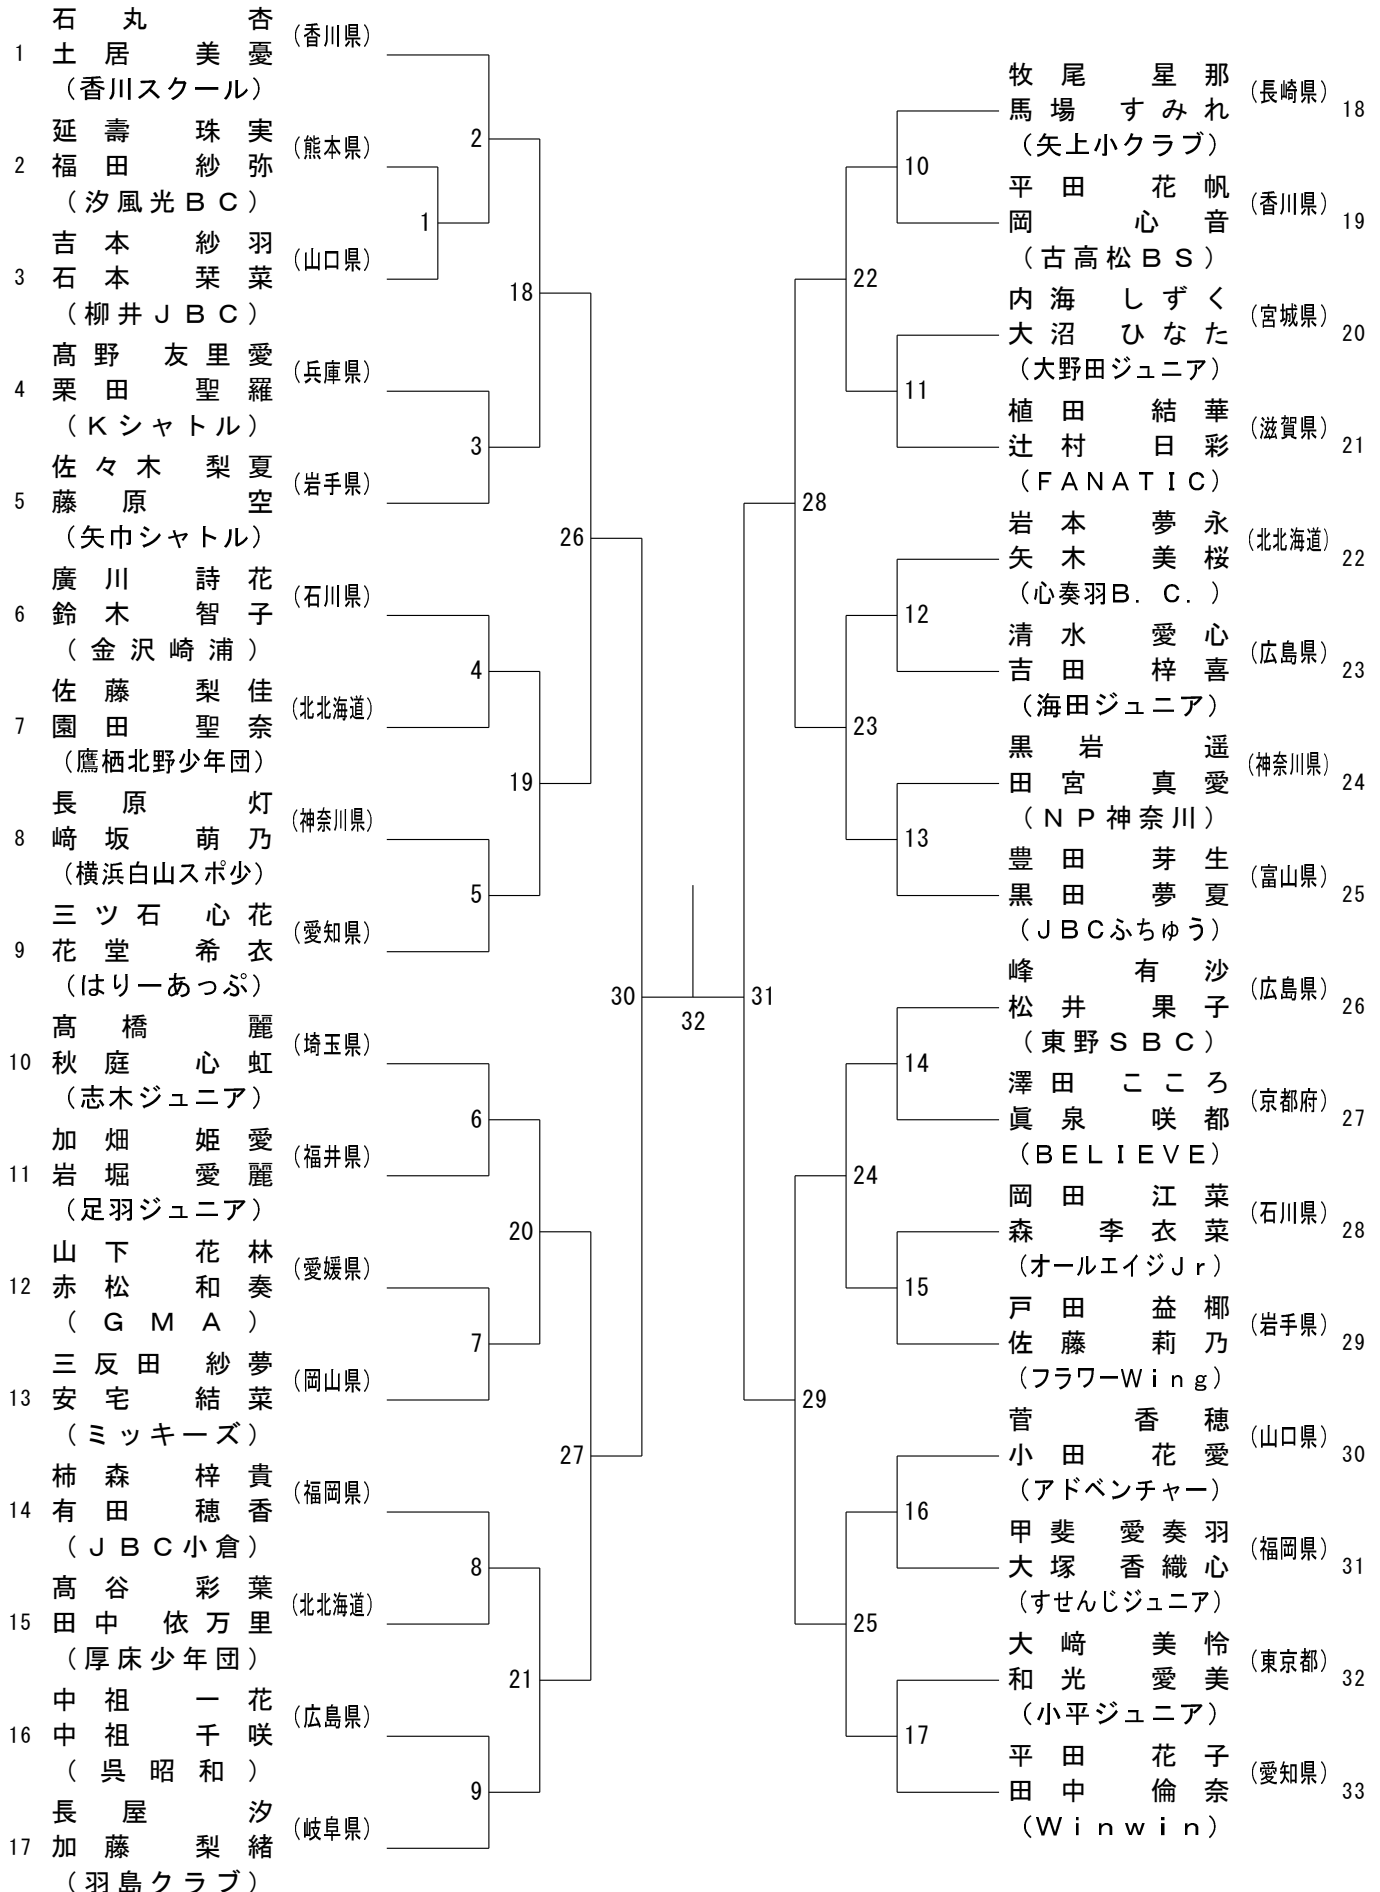 石丸 杏
1 土居 美憂 (香川県)
(香川スクール)
延壽 珠実
2 福田 紗弥 (熊本県)
(汐風光BC)
吉本 紗羽
3 石本 栞菜 (山口県)
(柳井JBC)
髙野 友里愛
4 栗田 聖羅 (兵庫県)
(Kシャトル)
佐々木 梨夏
5 藤原 空 (岩手県)
(矢巾シャトル)
廣川 詩花
6 鈴木 智子 (石川県)
(金沢崎浦)
佐藤 梨佳
7 園田 聖奈 (北北海道)
(鷹栖北野少年団)
長原 灯
8 﨑坂 萌乃 (神奈川県)
(横浜白山スポ少)
三ツ石 心花
9 花堂 希衣 (愛知県)
(はりーあっぷ)
髙橋 麗
10 秋庭 心虹 (埼玉県)
(志木ジュニア)
加畑 姫愛
11 岩堀 愛麗 (福井県)
(足羽ジュニア)
山下 花林
12 赤松 和奏 (愛媛県)
(GMA)
三反田 紗夢
13 安宅 結菜 (岡山県)
(ミッキーズ)
柿森 梓貴
14 有田 穂香 (福岡県)
(JBC小倉)
髙谷 彩葉
15 田中 依万里 (北北海道)
(厚床少年団)
中祖 一花
16 中祖 千咲 (広島県)
(呉昭和)
長屋 汐
17 加藤 梨緒 (岐阜県)
(羽島クラブ)
1
2
3
4
5
6
7
8
9
18
19
20
21
26
27
30
32
31
28
29
22
23
24
25
10
11
12
13
14
15
16
17
牧尾 星那
馬場 すみれ (長崎県) 18
(矢上小クラブ)
平田 花帆
岡 心音 (香川県) 19
(古高松BS)
内海 しずく
大沼 ひなた (宮城県) 20
(大野田ジュニア)
植田 結華
辻村 日彩 (滋賀県) 21
(FANATIC)
岩本 夢永
矢木 美桜 (北北海道) 22
(心奏羽B.C.)
清水 愛心
吉田 梓喜 (広島県) 23
(海田ジュニア)
黒岩 遥
田宮 真愛 (神奈川県) 24
(NP神奈川)
豊田 芽生
黒田 夢夏 (富山県) 25
(JBCふちゅう)
峰 有沙
松井 果子 (広島県) 26
(東野SBC)
澤田 こころ
眞泉 咲都 (京都府) 27
(BELIEVE)
岡田 江菜
森 李衣菜 (石川県) 28
(オールエイジJr)
戸田 益椰
佐藤 莉乃 (岩手県) 29
(フラワーWing)
菅 香穂
小田 花愛 (山口県) 30
(アドベンチャー)
甲斐 愛奏羽
大塚 香織心 (福岡県) 31
(すせんじジュニア)
大﨑 美怜
和光 愛美 (東京都) 32
(小平ジュニア)
平田 花子
田中 倫奈 (愛知県) 33
(Winwin)